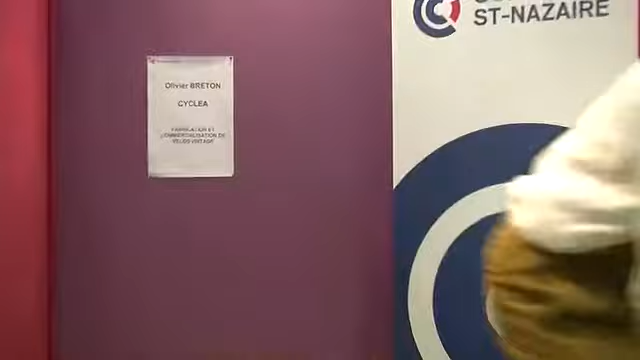 ST-NAZAIRE
Olivier BRETON
CYCLEA
FABRICATION ET
COMMERCIALISATION DE
VELOS VINTAGE